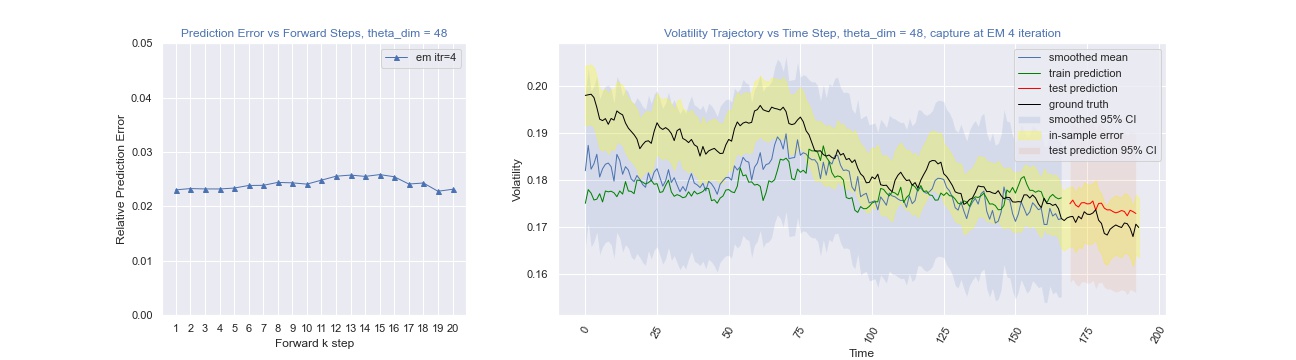 Prediction Error vs Forward Steps, theta_dim = 48
0.05
0.04
0.03
0.02
0.01
0.00
Relative Prediction Error
em itr=4
1 2 3 4 5 6 7 8 9 10 11 12 13 14 15 16 17 18 19 20
Forward k step
Volatility Trajectory vs Time Step, theta_dim = 48, capture at EM 4 iteration
0.20
0.19
0.18
0.17
0.16
Volatility
smoothed mean
train prediction
test prediction
ground truth
smoothed 95% CI
in-sample error
test prediction 95% CI
0 25 50 75 100 125 150 175 200
Time